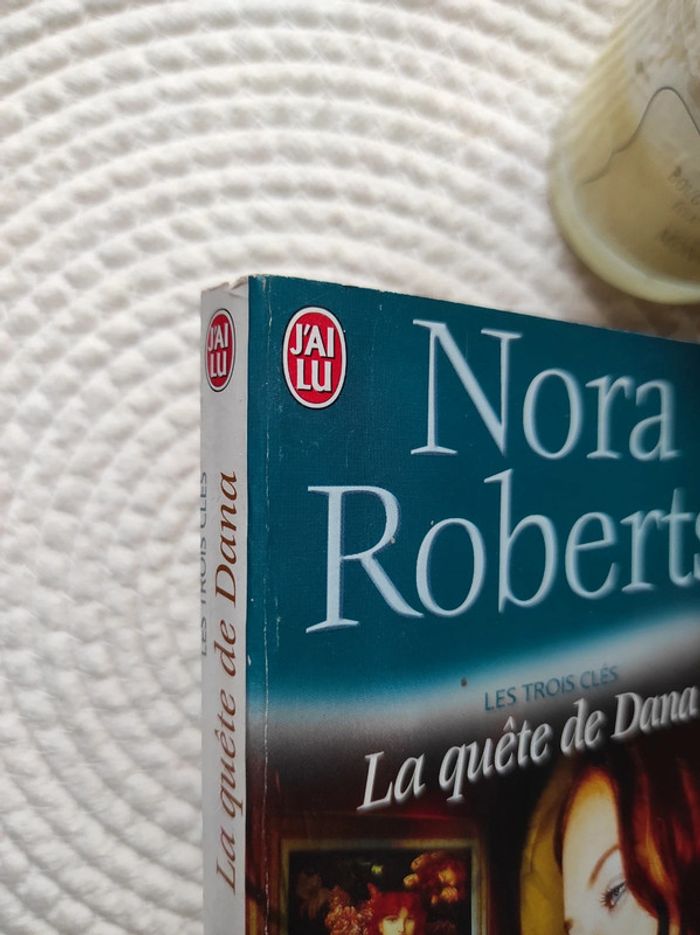 J'AI
LU
LES TROIS CLÉS
La quête de Dana
J'AI
LU
Nora
Roberts
LES TROIS CLÉS
La quête de Dana